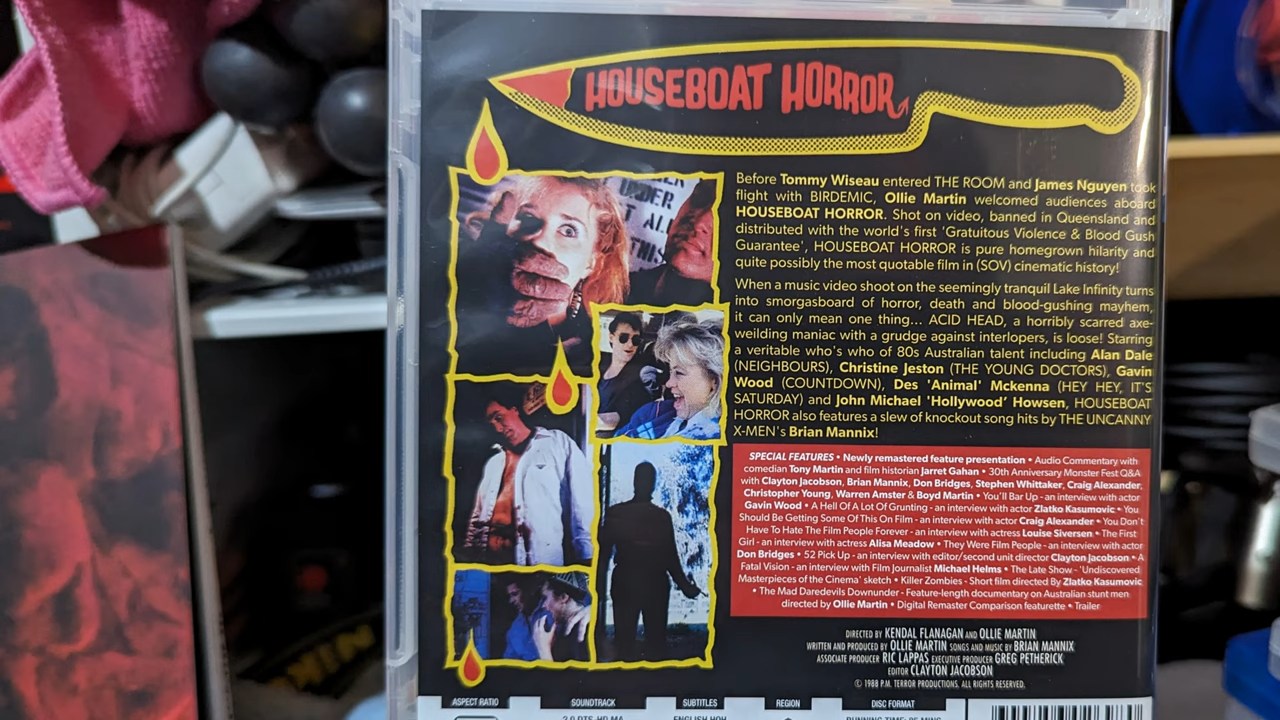 HOUSEBOAT HORROR
UNDER
T ALL
THIS
Before Tommy Wiseau entered THE ROOM and James Nguyen took
flight with BIRDEMIC, Ollie Martin welcomed audiences aboard
HOUSEBOAT HORROR. Shot on video, banned in Queensland and
distributed with the world's first 'Gratuitous Violence & Blood Gush
Guarantee', HOUSEBOAT HORROR is pure homegrown hilarity and
quite possibly the most quotable film in (SOV) cinematic history!
When a music video shoot on the seemingly tranquil Lake Infinity turns
into smorgasboard of horror, death and blood-gushing mayhem,
it can only mean one thing... ACID HEAD, a horribly scarred axe-
weilding maniac with a grudge against interlopers, is loose! Starring
a veritable who's who of 80s Australian talent including Alan Dale
(NEIGHBOURS), Christine Jeston (THE YOUNG DOCTORS), Gavin
Wood (COUNTDOWN), Des 'Animal' Mckenna (HEY HEY, IT'S
SATURDAY) and John Michael 'Hollywood' Howsen, HOUSEBOAT
HORROR also features a slew of knockout song hits by THE UNCANNY
X-MEN's Brian Mannix!
SPECIAL FEATURES • Newly remastered feature presentation • Audio Commentary with
comedian Tony Martin and film historian Jarret Gahan • 30th Anniversary Monster Fest Q&A
with Clayton Jacobson, Brian Mannix, Don Bridges, Stephen Whittaker, Craig Alexander,
Christopher Young, Warren Amster & Boyd Martin • You'll Bar Up - an interview with actor
Gavin Wood • A Hell Of A Lot Of Grunting - an interview with actor Zlatko Kasumovic • You
Should Be Getting Some Of This On Film - an interview with actor Craig Alexander • You Don't
Have To Hate The Film People Forever - an interview with actress Louise Siversen • The First
Girl - an interview with actress Alisa Meadow • They Were Film People - an interview with actor
Don Bridges • 52 Pick Up - an interview with editor/second unit director Clayton Jacobson • A
Fatal Vision - an interview with Film Journalist Michael Helms • The Late Show - 'Undiscovered
Masterpieces of the Cinema' sketch • Killer Zombies - Short film directed By Zlatko Kasumovic
• The Mad Daredevils Downunder - Feature-length documentary on Australian stunt men
directed by Ollie Martin • Digital Remaster Comparison featurette • Trailer
DIRECTED BY KENDAL FLANAGAN AND OLLIE MARTIN
WRITTEN AND PRODUCED BY OLLIE MARTIN SONGS AND MUSIC BY BRIAN MANNIX
ASSOCIATE PRODUCER RIC LAPPAS EXECUTIVE PRODUCER GREG PETHERICK
EDITOR CLAYTON JACOBSON
© 1988 P.M. TERROR PRODUCTIONS. ALL RIGHTS RESERVED.
ASPECT RATIO SOUNDTRACK SUBTITLES REGION DISC FORMAT
2.0 DTS-HD MA ENGLISH HOH RUNNING TIME: 85 MINS